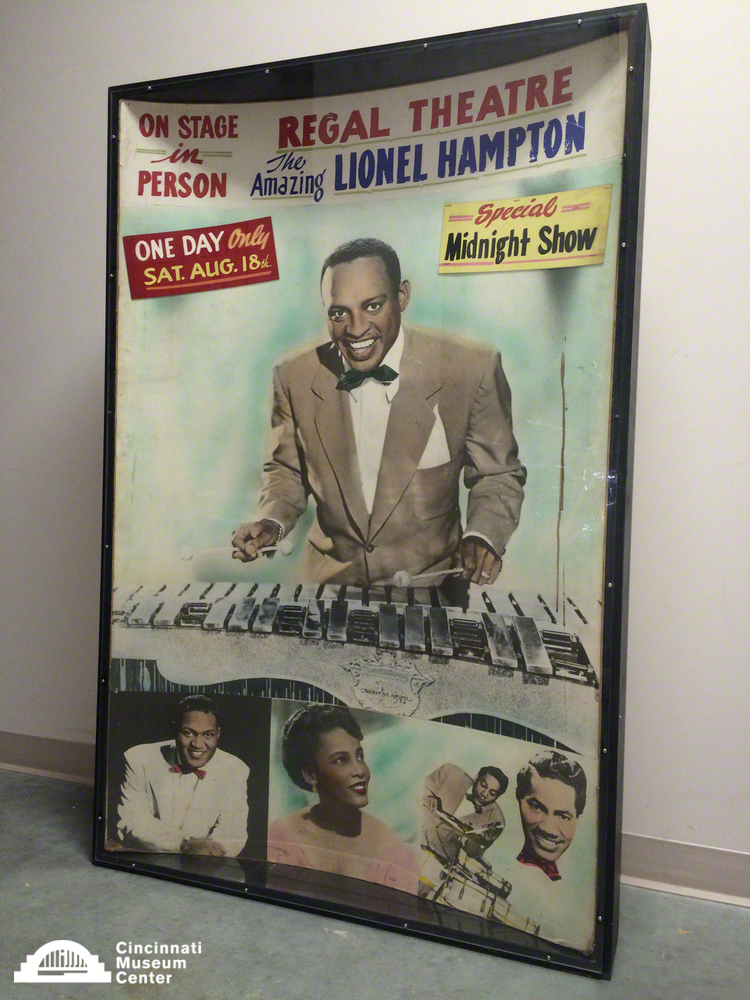 ON STAGE
in
PERSON
REGAL THEATRE
The
Amazing LIONEL HAMPTON
ONE DAY Only
SAT. AUG. 18th.
Special
Midnight Show
Cincinnati
Museum
Center